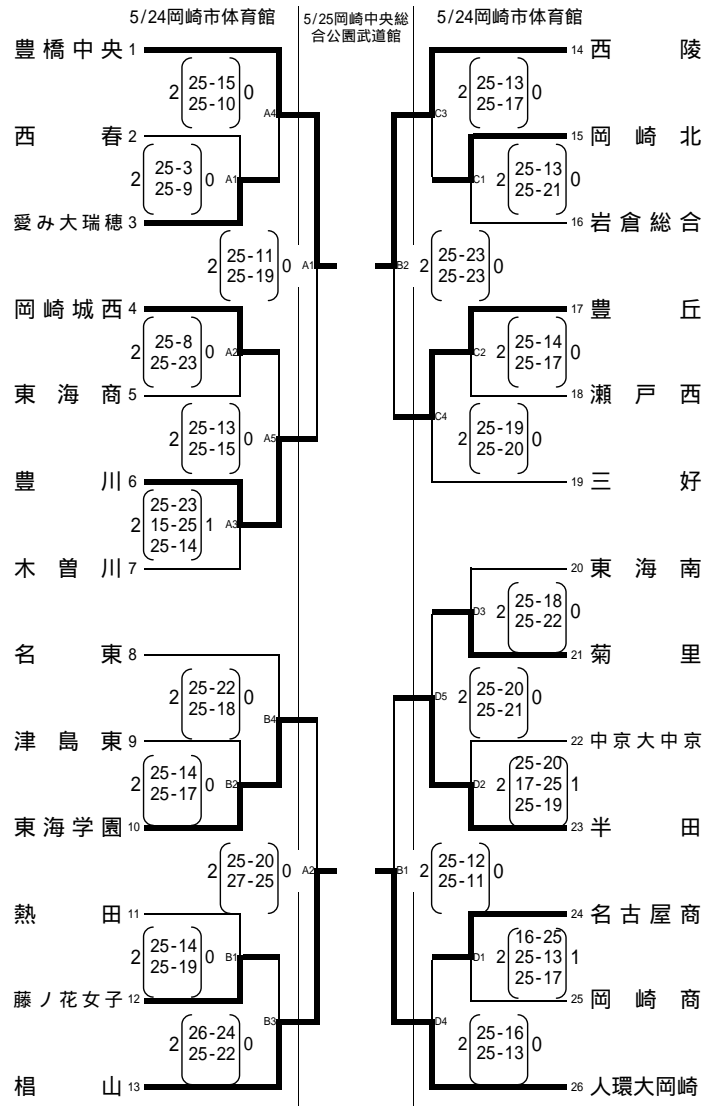 5/24岡崎市体育館
5/25岡崎中央総
合公園武道館
5/24岡崎市体育館
豊橋中央 1
2 25-15 0
25-10
A4
西春 2
2 25-3 0
25-9
A1
愛み大瑞穂 3
2 25-11 0
25-19
A1
岡崎城西 4
2 25-8 0
25-23
A2
東海商 5
2 25-13 0
25-15
A5
豊川 6
25-23
2 15-25 1
25-14
A3
木曽川 7
名東 8
2 25-22 0
25-18
B4
津島東 9
2 25-14 0
25-17
B2
東海学園 10
2 25-20 0
27-25
A2
熱田 11
2 25-14 0
25-19
B1
藤ノ花女子 12
2 26-24 0
25-22
B3
椙山 13
14 西陵
C3
2 25-13 0
25-17
15 岡崎北
C1
2 25-13 0
25-21
16 岩倉総合
B2
2 25-23 0
25-23
17 豊丘
C2
2 25-14 0
25-17
18 瀬戸西
C4
2 25-19 0
25-20
19 三好
20 東海南
D3
2 25-18 0
25-22
21 菊里
D5
2 25-20 0
25-21
22 中京大中京
D2
25-20
2 17-25 1
25-19
23 半田
B1
2 25-12 0
25-11
24 名古屋商
D1
16-25
2 25-13 1
25-17
25 岡崎商
D4
2 25-16 0
25-13
26 人環大岡崎